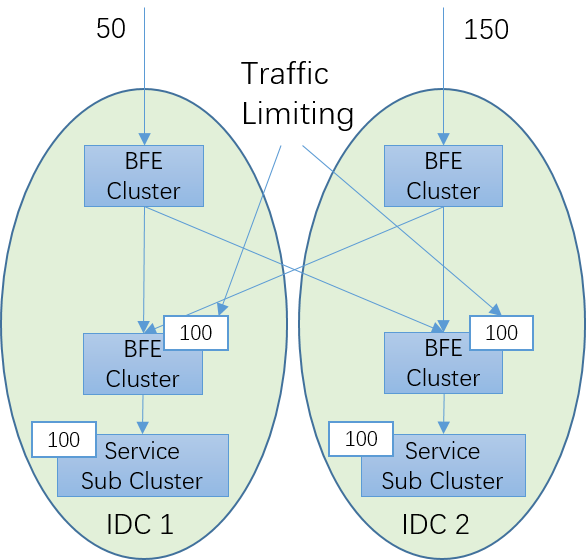 50
150
Traffic
Limiting
BFE
Cluster
BFE
Cluster
100
BFE
Cluster
100
BFE
Cluster
100
Service
Sub Cluster
100
Service
Sub Cluster
IDC 1
IDC 2